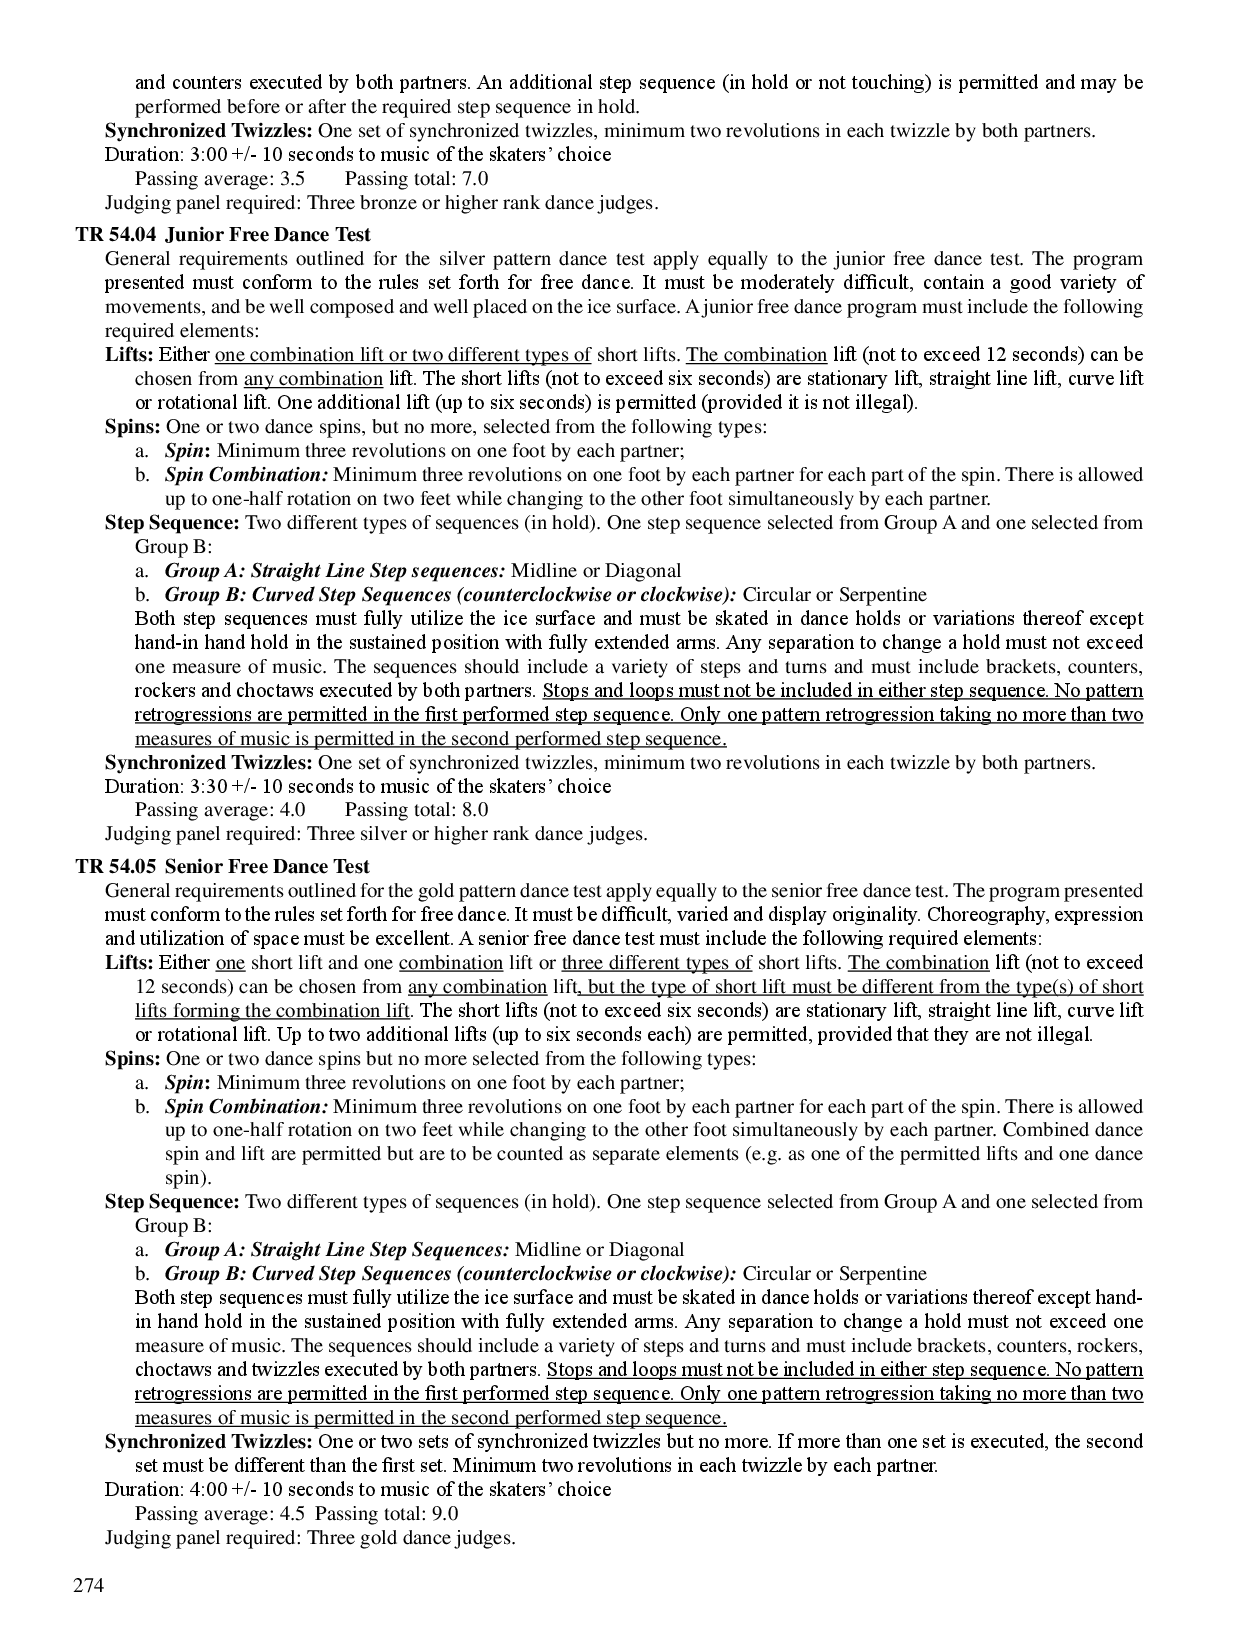 and counters executed by both partners. An additional step sequence (in hold or not touching) is permitted and may be
performed before or after the required step sequence in hold.
Synchronized Twizzles: One set of synchronized twizzles, minimum two revolutions in each twizzle by both partners.
Duration: 3:00 +/- 10 seconds to music of the skaters’ choice
Passing average: 3.5 Passing total: 7.0
Judging panel required: Three bronze or higher rank dance judges.
TR 54.04 Junior Free Dance Test
General requirements outlined for the silver pattern dance test apply equally to the junior free dance test. The program
presented must conform to the rules set forth for free dance. It must be moderately difficult, contain a good variety of
movements, and be well composed and well placed on the ice surface. A junior free dance program must include the following
required elements:
Lifts: Either one combination lift or two different types of short lifts. The combination lift (not to exceed 12 seconds) can be
chosen from any combination lift. The short lifts (not to exceed six seconds) are stationary lift, straight line lift, curve lift
or rotational lift. One additional lift (up to six seconds) is permitted (provided it is not illegal).
Spins: One or two dance spins, but no more, selected from the following types:
a. Spin: Minimum three revolutions on one foot by each partner;
b. Spin Combination: Minimum three revolutions on one foot by each partner for each part of the spin. There is allowed
up to one-half rotation on two feet while changing to the other foot simultaneously by each partner.
Step Sequence: Two different types of sequences (in hold). One step sequence selected from Group A and one selected from
Group B:
a. Group A: Straight Line Step sequences: Midline or Diagonal
b. Group B: Curved Step Sequences (counterclockwise or clockwise): Circular or Serpentine
Both step sequences must fully utilize the ice surface and must be skated in dance holds or variations thereof except
hand-in hand hold in the sustained position with fully extended arms. Any separation to change a hold must not exceed
one measure of music. The sequences should include a variety of steps and turns and must include brackets, counters,
rockers and choctaws executed by both partners. Stops and loops must not be included in either step sequence. No pattern
retrogressions are permitted in the first performed step sequence. Only one pattern retrogression taking no more than two
measures of music is permitted in the second performed step sequence.
Synchronized Twizzles: One set of synchronized twizzles, minimum two revolutions in each twizzle by both partners.
Duration: 3:30 +/- 10 seconds to music of the skaters’ choice
Passing average: 4.0 Passing total: 8.0
Judging panel required: Three silver or higher rank dance judges.
TR 54.05 Senior Free Dance Test
General requirements outlined for the gold pattern dance test apply equally to the senior free dance test. The program presented
must conform to the rules set forth for free dance. It must be difficult, varied and display originality. Choreography, expression
and utilization of space must be excellent. A senior free dance test must include the following required elements:
Lifts: Either one short lift and one combination lift or three different types of short lifts. The combination lift (not to exceed
12 seconds) can be chosen from any combination lift, but the type of short lift must be different from the type(s) of short
lifts forming the combination lift. The short lifts (not to exceed six seconds) are stationary lift, straight line lift, curve lift
or rotational lift. Up to two additional lifts (up to six seconds each) are permitted, provided that they are not illegal.
Spins: One or two dance spins but no more selected from the following types:
a. Spin: Minimum three revolutions on one foot by each partner;
b. Spin Combination: Minimum three revolutions on one foot by each partner for each part of the spin. There is allowed
up to one-half rotation on two feet while changing to the other foot simultaneously by each partner. Combined dance
spin and lift are permitted but are to be counted as separate elements (e.g. as one of the permitted lifts and one dance
spin).
Step Sequence: Two different types of sequences (in hold). One step sequence selected from Group A and one selected from
Group B:
a. Group A: Straight Line Step Sequences: Midline or Diagonal
b. Group B: Curved Step Sequences (counterclockwise or clockwise): Circular or Serpentine
Both step sequences must fully utilize the ice surface and must be skated in dance holds or variations thereof except hand-
in hand hold in the sustained position with fully extended arms. Any separation to change a hold must not exceed one
measure of music. The sequences should include a variety of steps and turns and must include brackets, counters, rockers,
choctaws and twizzles executed by both partners. Stops and loops must not be included in either step sequence. No pattern
retrogressions are permitted in the first performed step sequence. Only one pattern retrogression taking no more than two
measures of music is permitted in the second performed step sequence.
Synchronized Twizzles: One or two sets of synchronized twizzles but no more. If more than one set is executed, the second
set must be different than the first set. Minimum two revolutions in each twizzle by each partner.
Duration: 4:00 +/- 10 seconds to music of the skaters’ choice
Passing average: 4.5 Passing total: 9.0
Judging panel required: Three gold dance judges.
274